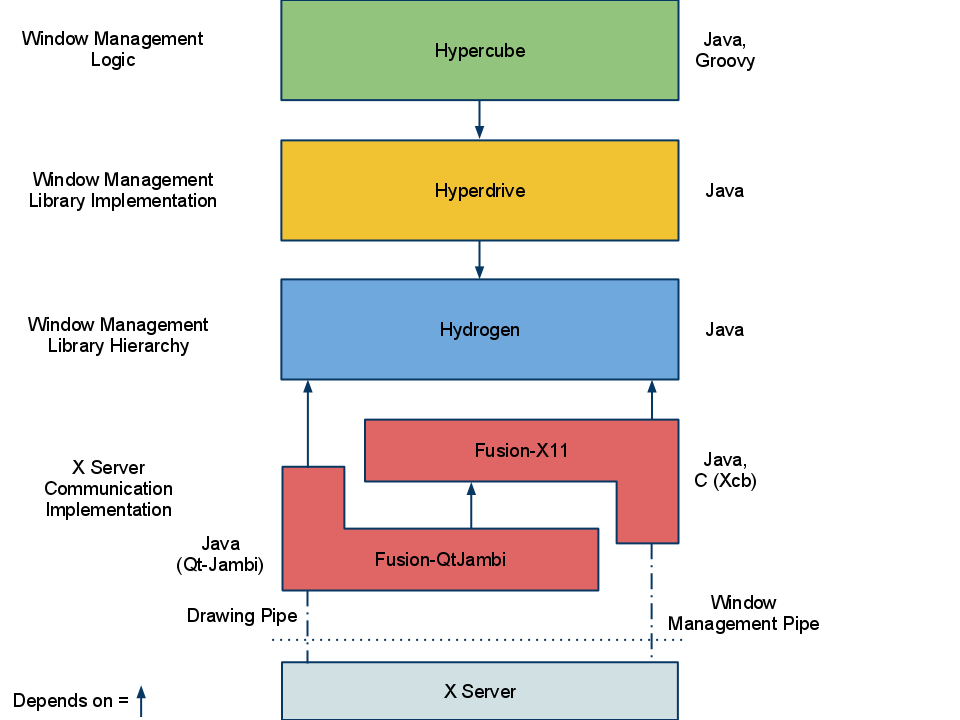 Window Management
Logic
Hypercube
Java,
Groovy
Window Management
Library Implementation
Hyperdrive
Java
Window Management
Library Hierarchy
Hydrogen
Java
X Server
Communication
Implementation
Fusion-X11
Java,
C (Xcb)
Java
(Qt-Jambi)
Fusion-QtJambi
Drawing Pipe
Window
Management Pipe
X Server
Depends on =